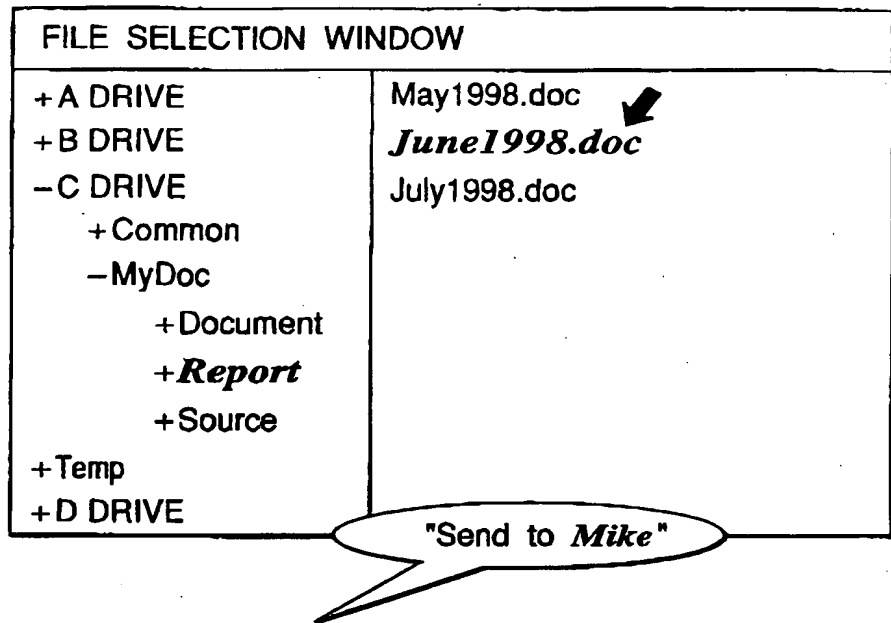 FILE SELECTION WINDOW
+A DRIVE
+B DRIVE
−C DRIVE
+Common
−MyDoc
+Document
+Report
+Source
+Temp
+D DRIVE
May1998.doc
June1998.doc
July1998.doc
"Send to Mike"